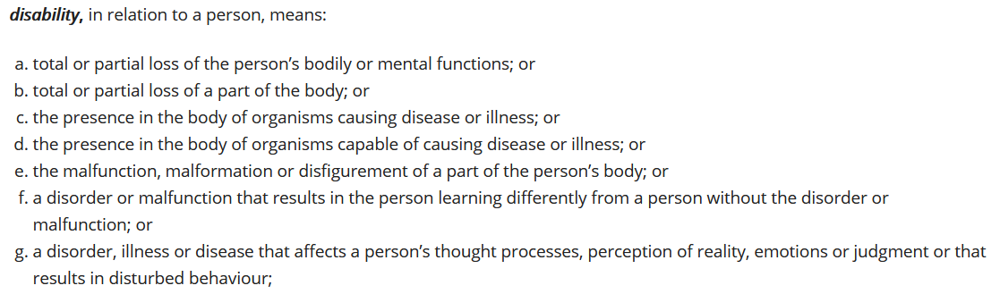 disability, in relation to a person, means:
a. total or partial loss of the person’s bodily or mental functions; or
b. total or partial loss of a part of the body; or
c. the presence in the body of organisms causing disease or illness; or
d. the presence in the body of organisms capable of causing disease or illness; or
e. the malfunction, malformation or disfigurement of a part of the person’s body; or
f. a disorder or malfunction that results in the person learning differently from a person without the disorder or
malfunction; or
g. a disorder, illness or disease that affects a person’s thought processes, perception of reality, emotions or judgment or that
results in disturbed behaviour;